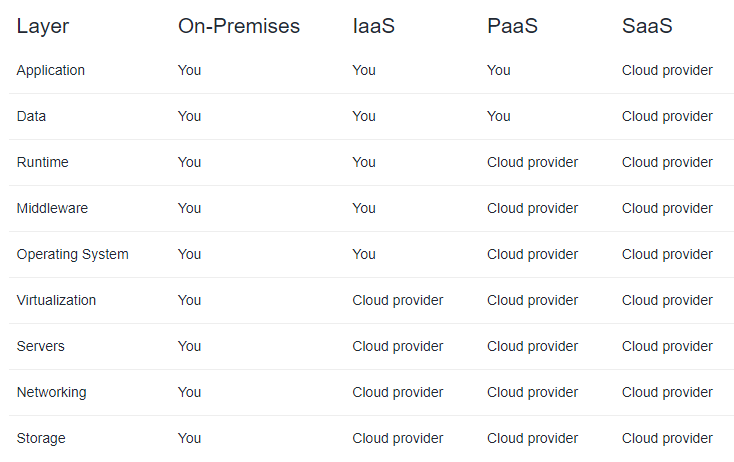 Layer On-Premises IaaS PaaS SaaS
Application You You You Cloud provider
Data You You You Cloud provider
Runtime You You Cloud provider Cloud provider
Middleware You You Cloud provider Cloud provider
Operating System You You Cloud provider Cloud provider
Virtualization You Cloud provider Cloud provider Cloud provider
Servers You Cloud provider Cloud provider Cloud provider
Networking You Cloud provider Cloud provider Cloud provider
Storage You Cloud provider Cloud provider Cloud provider